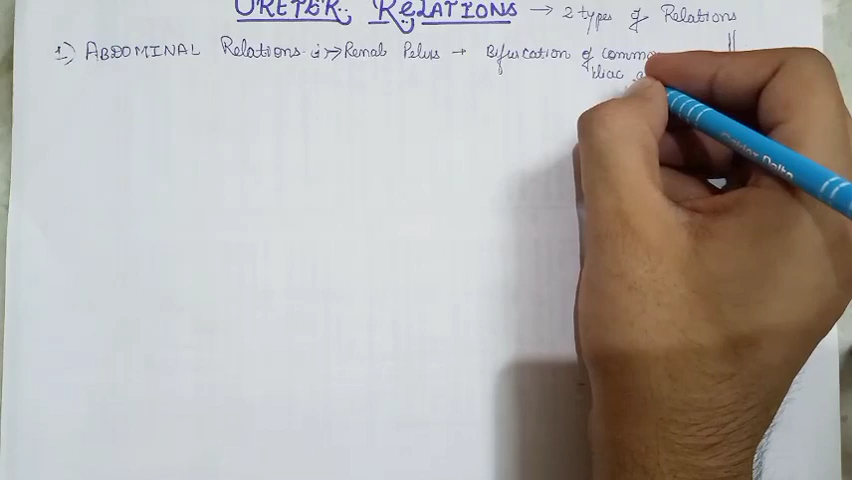 URETER RELATIONS → 2 types of Relations
1) ABDOMINAL Relations :→ Renal Pelvis → Bifurcation of common
iliac